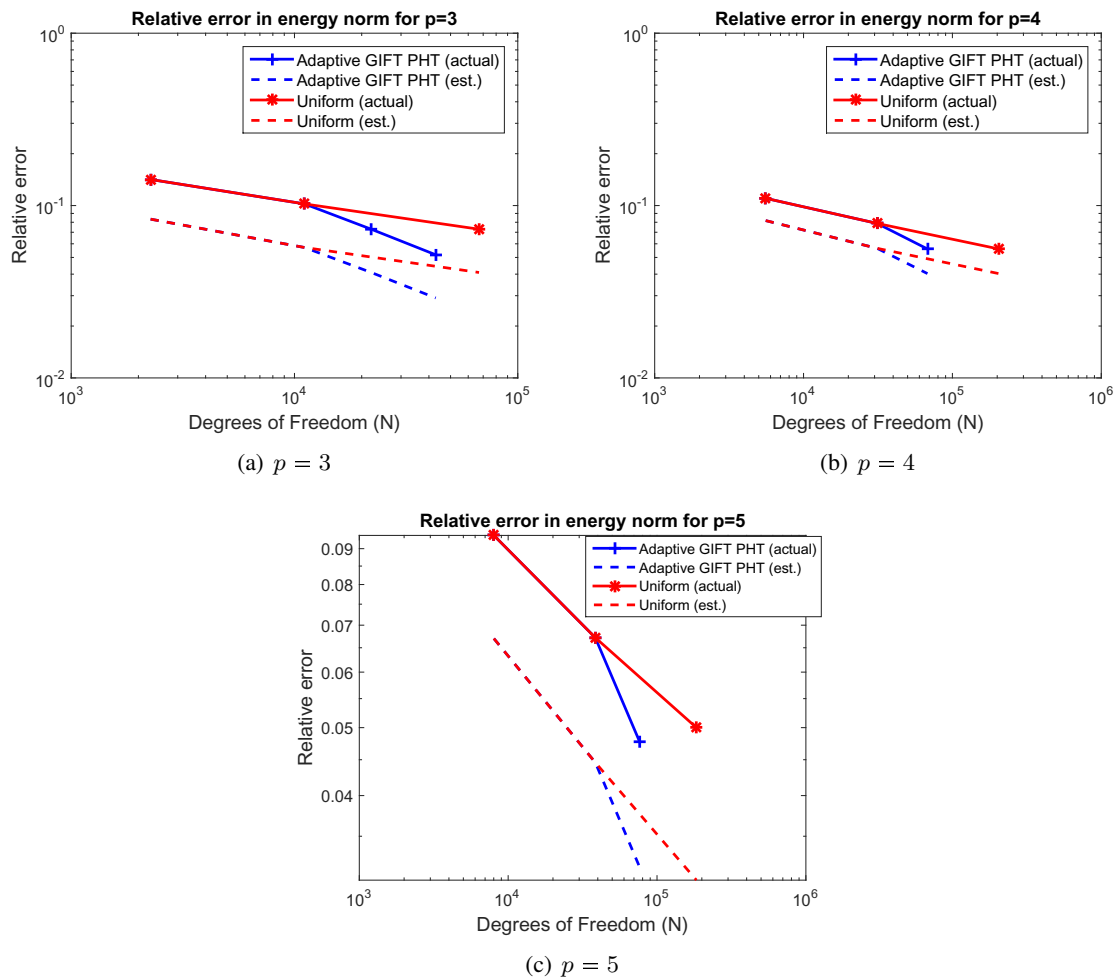 Relative error in energy norm for p=3
10^0
10^-1
10^-2
Relative error
Adaptive GIFT PHT (actual)
Adaptive GIFT PHT (est.)
Uniform (actual)
Uniform (est.)
10^3
10^4
10^5
Degrees of Freedom (N)
(a) p = 3
Relative error in energy norm for p=4
10^0
10^-1
10^-2
Relative error
Adaptive GIFT PHT (actual)
Adaptive GIFT PHT (est.)
Uniform (actual)
Uniform (est.)
10^3
10^4
10^5
10^6
Degrees of Freedom (N)
(b) p = 4
Relative error in energy norm for p=5
0.09
0.08
0.07
0.06
0.05
0.04
Relative error
Adaptive GIFT PHT (actual)
Adaptive GIFT PHT (est.)
Uniform (actual)
Uniform (est.)
10^3
10^4
10^5
10^6
Degrees of Freedom (N)
(c) p = 5